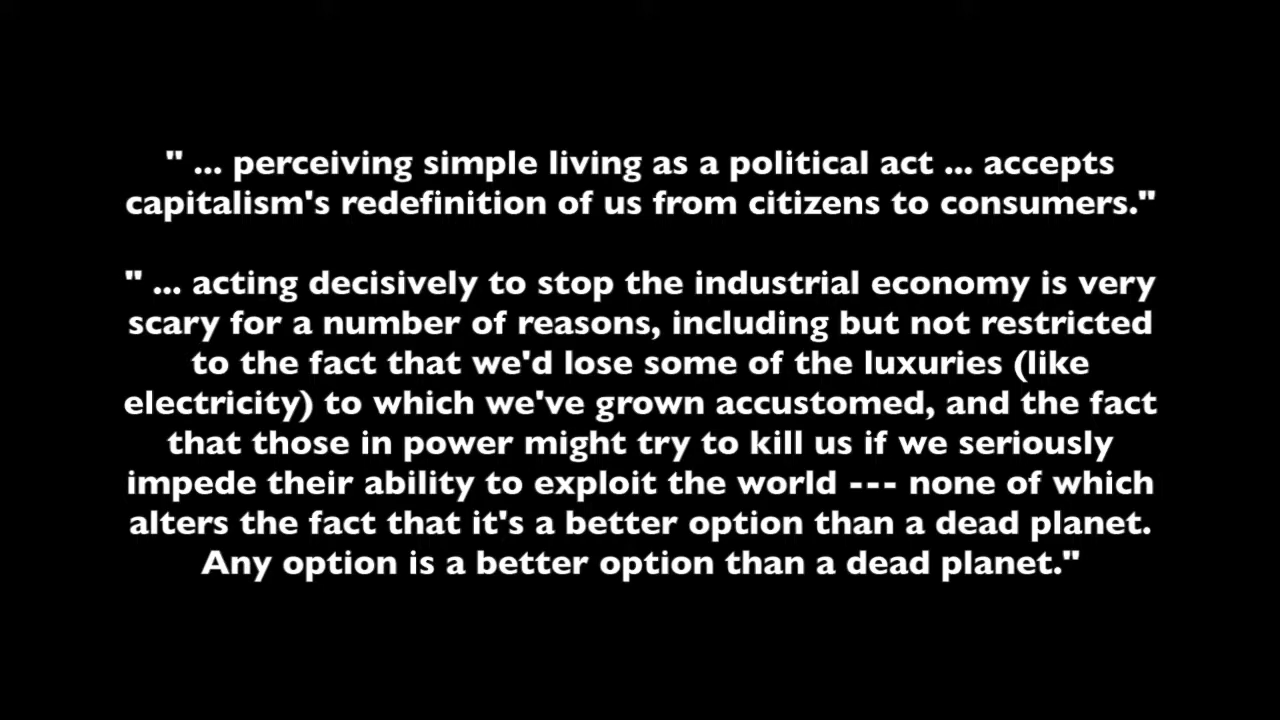 " ... perceiving simple living as a political act ... accepts
capitalism's redefinition of us from citizens to consumers."
" ... acting decisively to stop the industrial economy is very
scary for a number of reasons, including but not restricted
to the fact that we'd lose some of the luxuries (like
electricity) to which we've grown accustomed, and the fact
that those in power might try to kill us if we seriously
impede their ability to exploit the world --- none of which
alters the fact that it's a better option than a dead planet.
Any option is a better option than a dead planet."